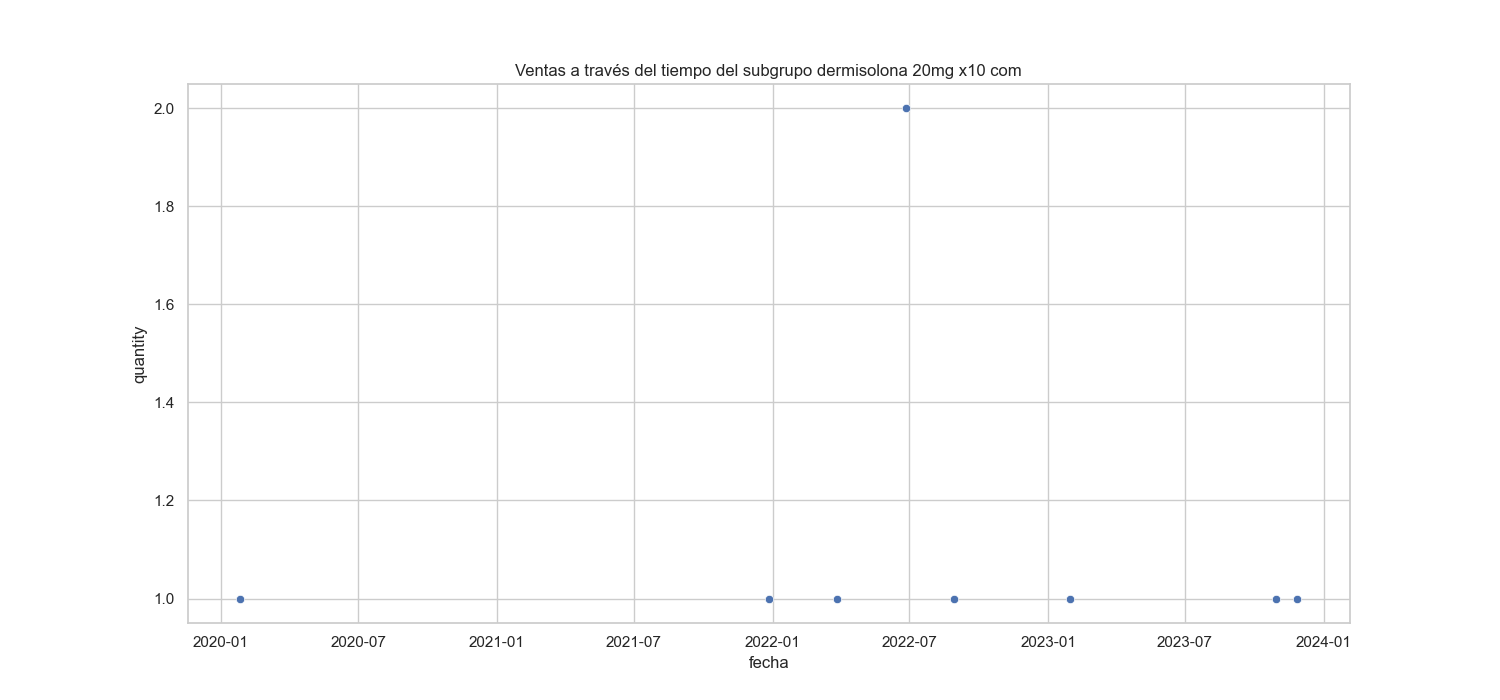 Ventas a través del tiempo del subgrupo dermisolona 20mg x10 com
2.0
1.8
1.6
1.4
1.2
1.0
quantity
2020-01 2020-07 2021-01 2021-07 2022-01 2022-07 2023-01 2023-07 2024-01
fecha